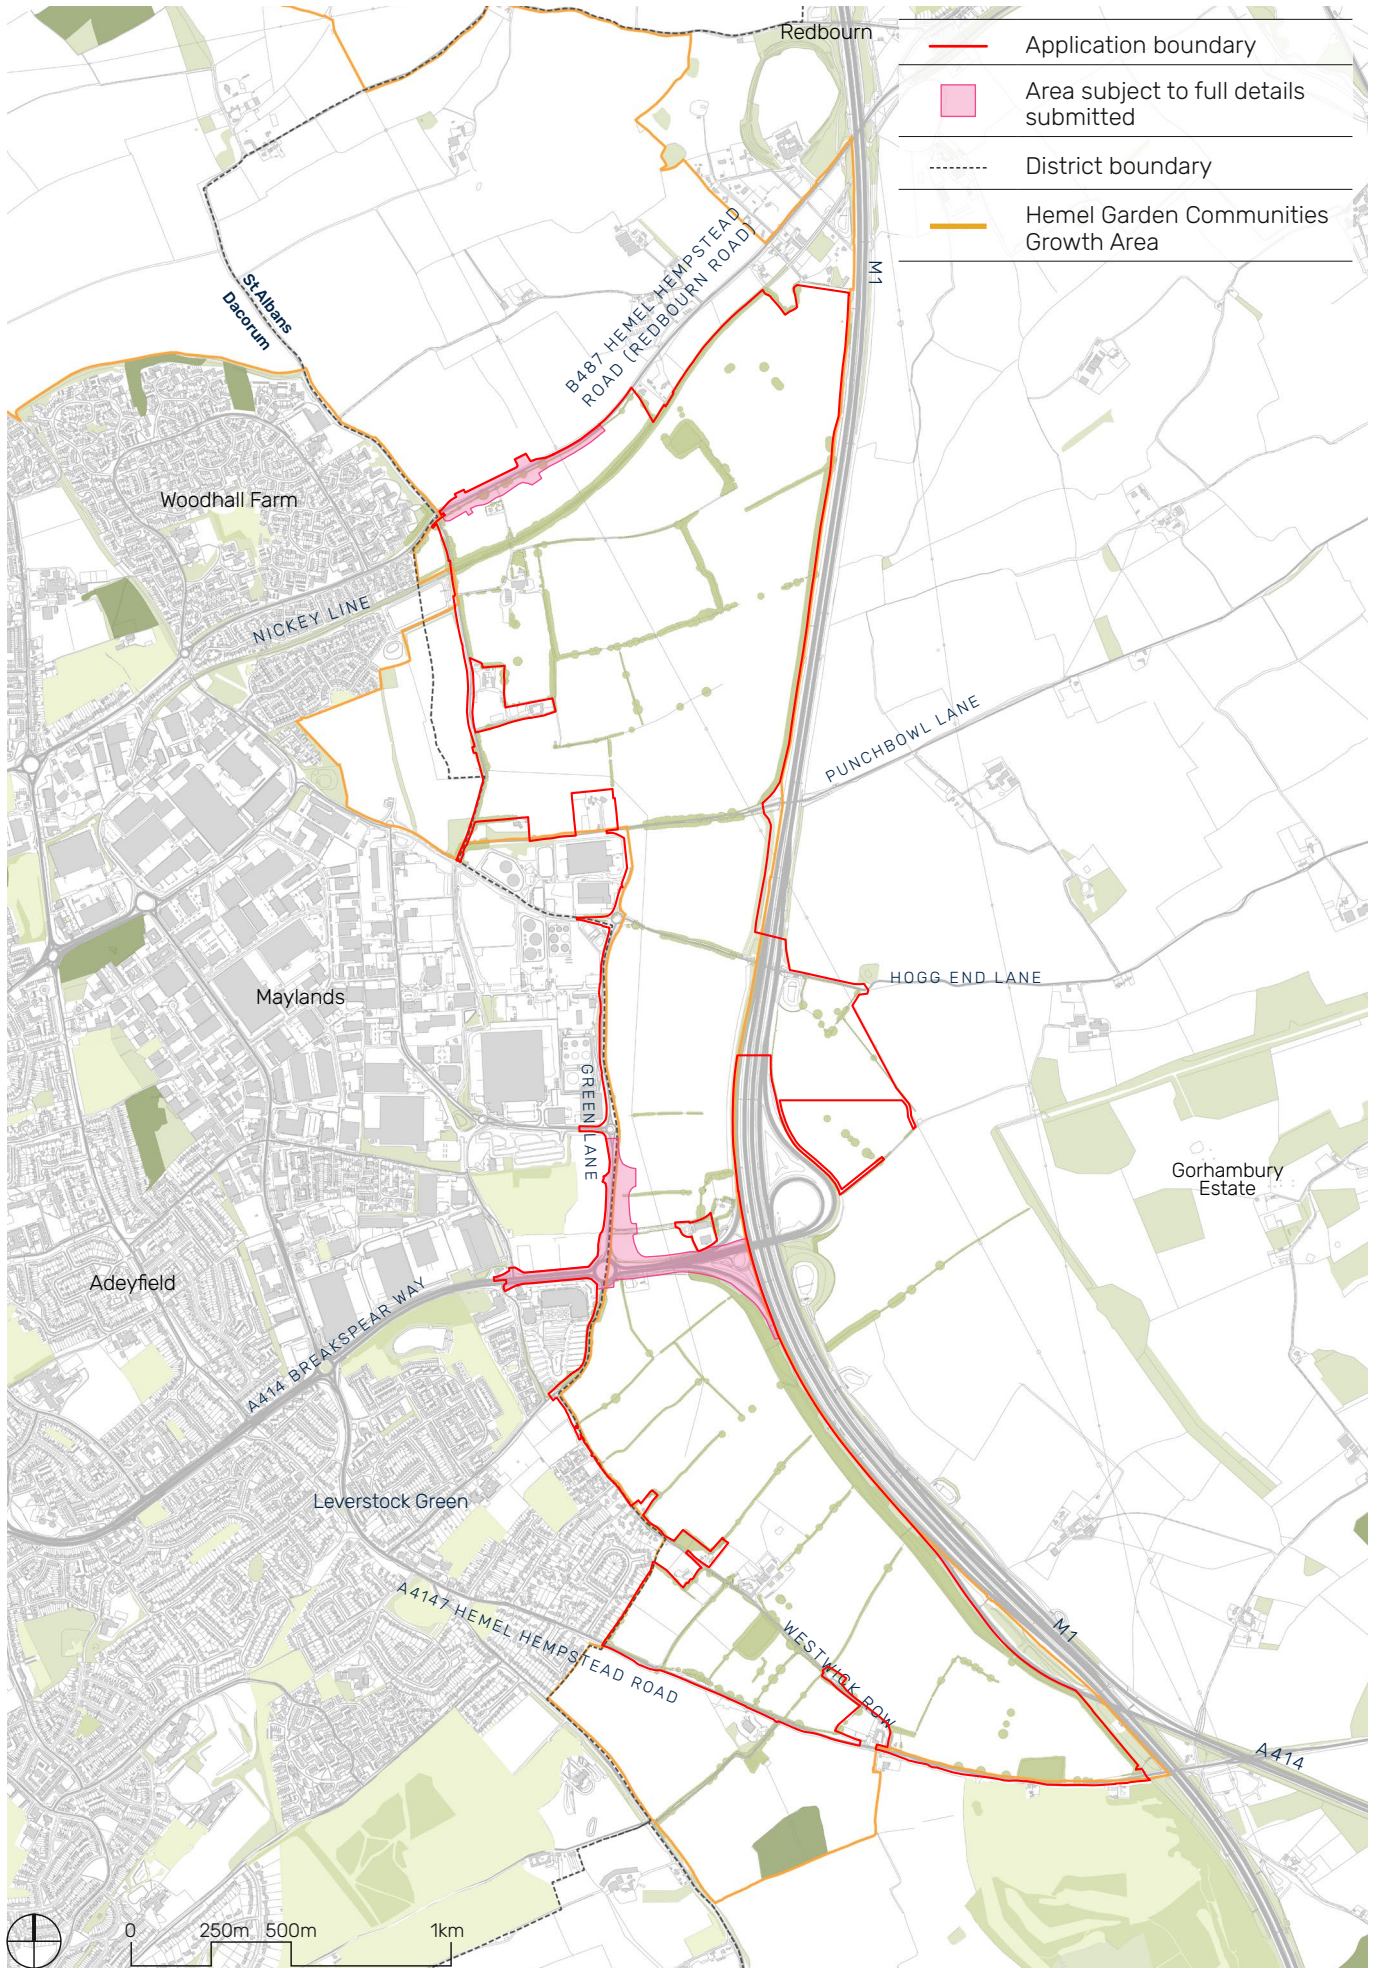 Redbourn
Application boundary
Area subject to full details
submitted
District boundary
Hemel Garden Communities
Growth Area
M1
B487 HEMEL HEMPSTEAD
ROAD (REDBOURN ROAD)
St Albans
Dacorum
Woodhall Farm
NICKEY LINE
PUNCHBOWL LANE
HOGG END LANE
Maylands
GREEN LANE
Gorhambury
Estate
Adeyfield
A414 BREAKSPEAR WAY
Leverstock Green
A4147 HEMEL HEMPSTEAD ROAD
WESTWICK ROW
M1
A414
0 250m 500m 1km